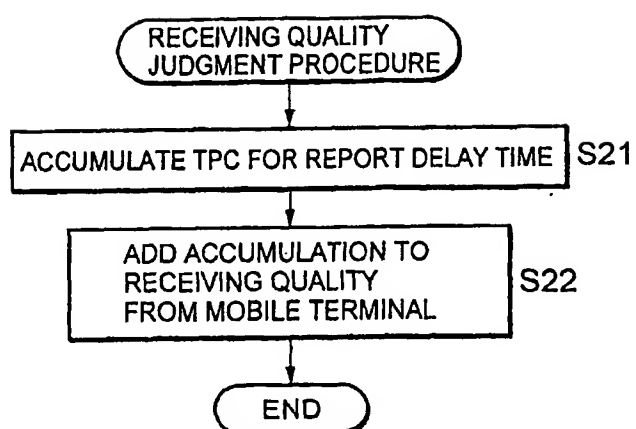 RECEIVING QUALITY
JUDGMENT PROCEDURE
ACCUMULATE TPC FOR REPORT DELAY TIME
S21
ADD ACCUMULATION TO
RECEIVING QUALITY
FROM MOBILE TERMINAL
S22
END